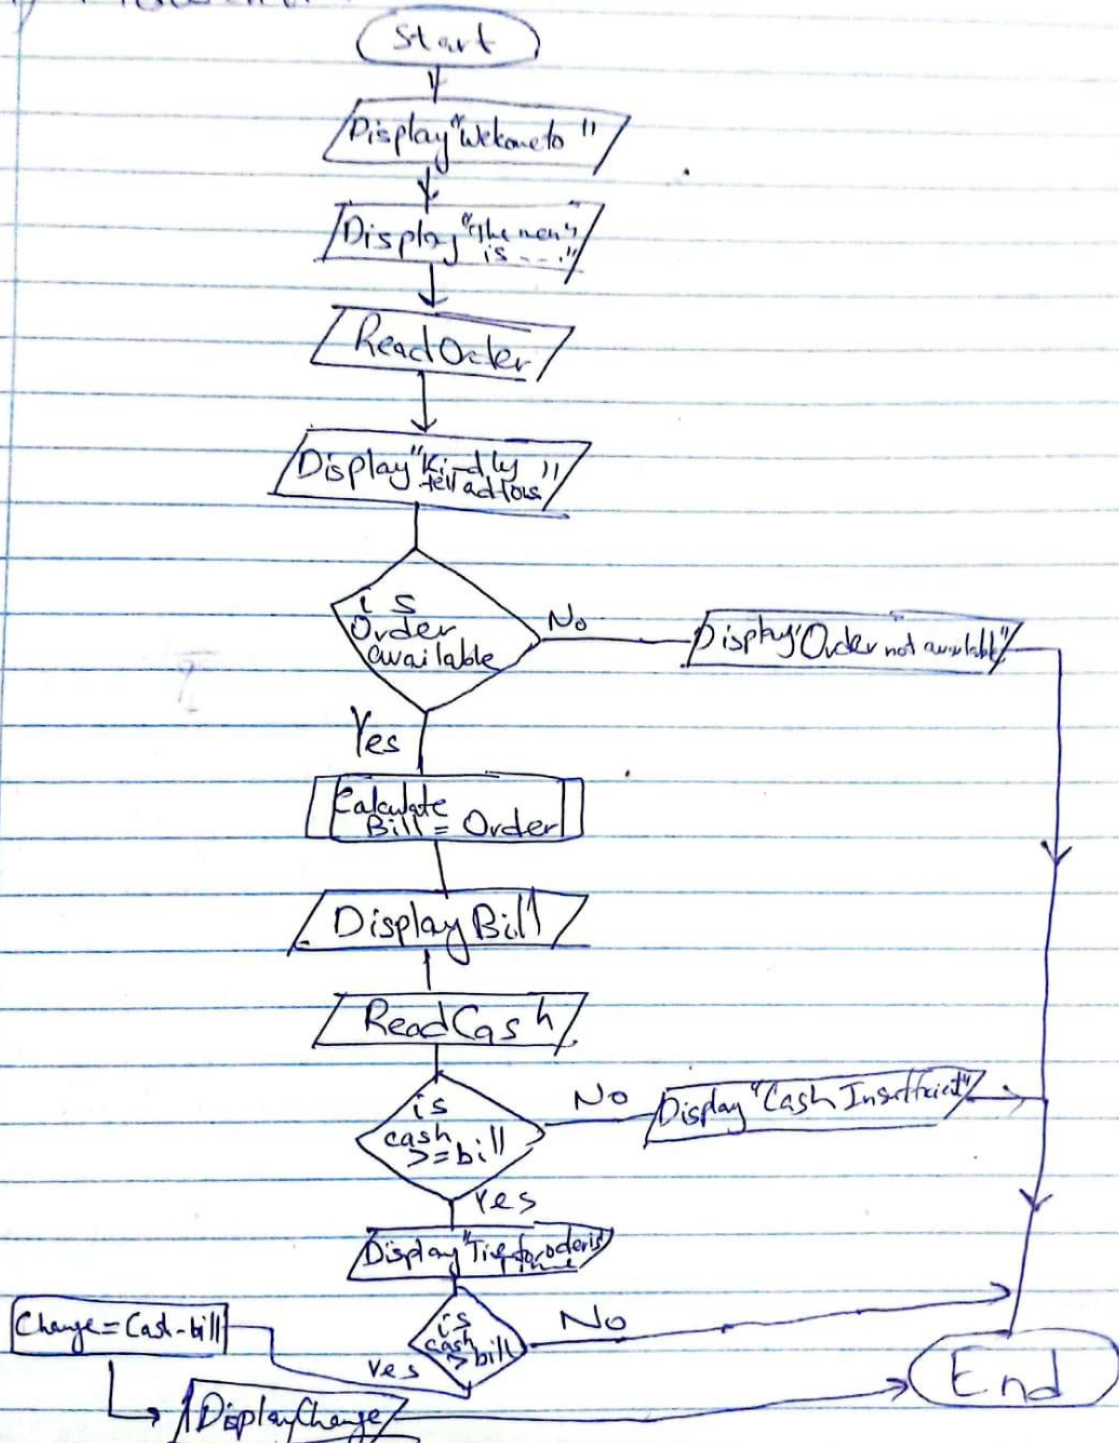 Start
Display "Welcome to "
Display "The menu
is ---."
Read Order
Display "Kindly
tell
"
is
Order
available
No
Display "Order not available"
Yes
Calculate
Bill = Order
Display Bill
Read Cash
is
cash
>= bill
No
Display "Cash Insufficient"
Yes
Display "
is
cash
> bill
No
Change = Cash - bill
Yes
Display Change
End